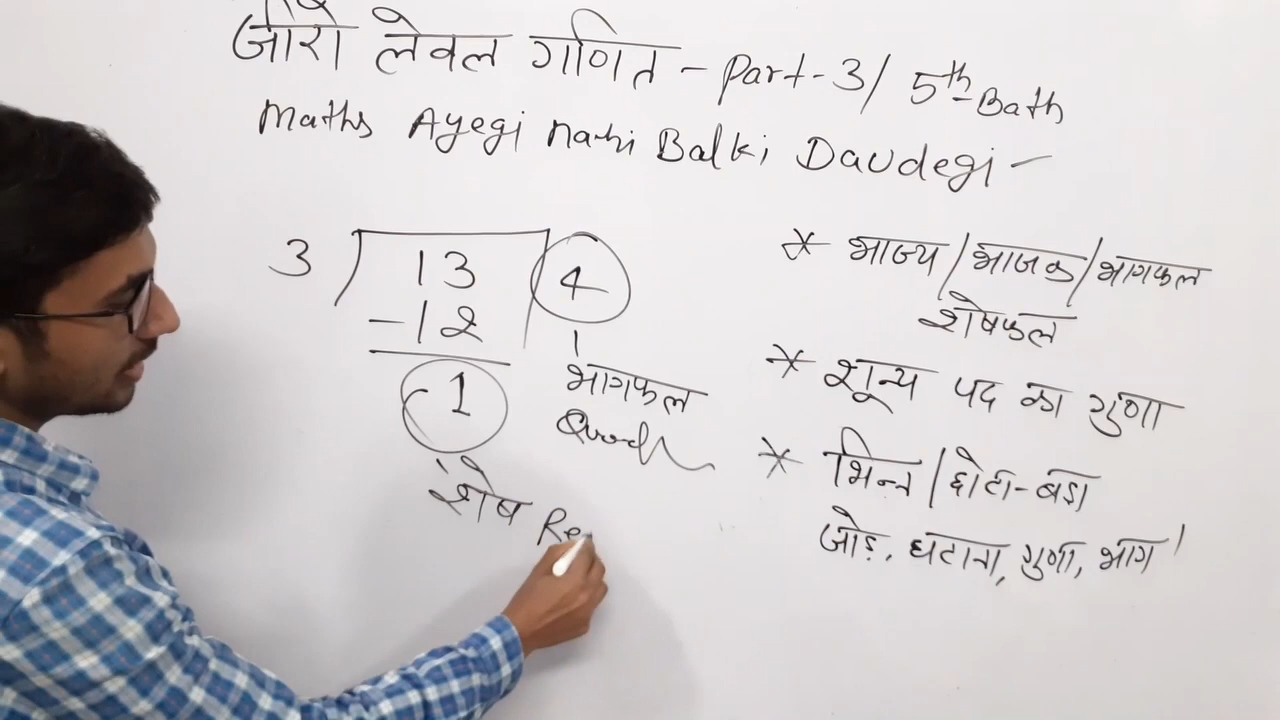 जीरो लेवल गणित - Part-3/ 5th Bath
Maths Ayegi Nahi Balki Daudegi -
3 ) 13 ( 4
-12
- 1
भागफल
शेष Re
* भाज्य/भाजक/भागफल
शेषफल
* शून्य पद का गुणा
* भिन्न/छोटा-बड़ा
जोड़, घटाना, गुणा, भाग